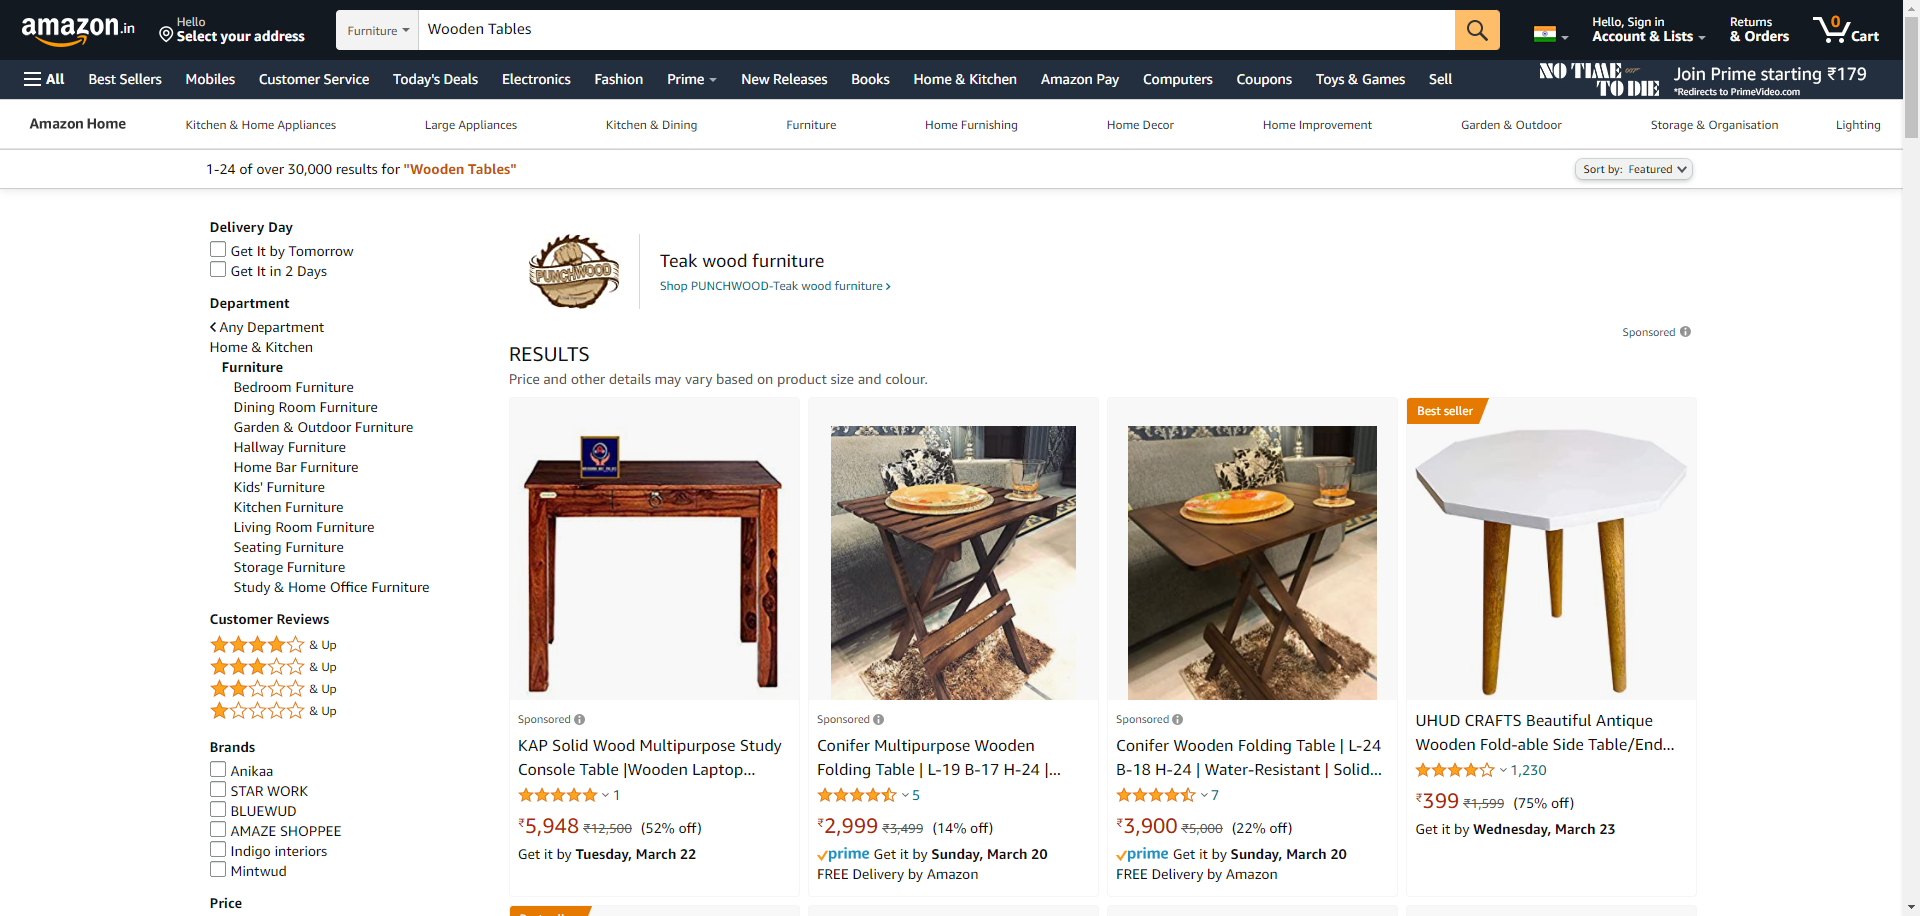 amazon.in
Hello
Select your address
Furniture
Wooden Tables
Hello, Sign in
Account & Lists
Returns
& Orders
0
Cart
All
Best Sellers
Mobiles
Customer Service
Today's Deals
Electronics
Fashion
Prime
New Releases
Books
Home & Kitchen
Amazon Pay
Computers
Coupons
Toys & Games
Sell
NO TIME TO DIE
007
Join Prime starting ₹179
*Redirects to PrimeVideo.com
Amazon Home
Kitchen & Home Appliances
Large Appliances
Kitchen & Dining
Furniture
Home Furnishing
Home Decor
Home Improvement
Garden & Outdoor
Storage & Organisation
Lighting
1-24 of over 30,000 results for "Wooden Tables"
Sort by: Featured
Delivery Day
Get It by Tomorrow
Get It in 2 Days
Department
Any Department
Home & Kitchen
Furniture
Bedroom Furniture
Dining Room Furniture
Garden & Outdoor Furniture
Hallway Furniture
Home Bar Furniture
Kids' Furniture
Kitchen Furniture
Living Room Furniture
Seating Furniture
Storage Furniture
Study & Home Office Furniture
Customer Reviews
& Up
& Up
& Up
& Up
Brands
Anikaa
STAR WORK
BLUEWUD
AMAZE SHOPPEE
Indigo interiors
Mintwud
Price
PUNCHWOOD
Teak wood furniture
Shop PUNCHWOOD-Teak wood furniture ›
Sponsored
RESULTS
Price and other details may vary based on product size and colour.
Sponsored
KAP Solid Wood Multipurpose Study
Console Table |Wooden Laptop...
1
₹5,948 ₹12,500 (52% off)
Get it by Tuesday, March 22
Sponsored
Conifer Multipurpose Wooden
Folding Table | L-19 B-17 H-24 |...
5
₹2,999 ₹3,499 (14% off)
prime Get it by Sunday, March 20
FREE Delivery by Amazon
Sponsored
Conifer Wooden Folding Table | L-24
B-18 H-24 | Water-Resistant | Solid...
7
₹3,900 ₹5,000 (22% off)
prime Get it by Sunday, March 20
FREE Delivery by Amazon
Best seller
UHUD CRAFTS Beautiful Antique
Wooden Fold-able Side Table/End...
1,230
₹399 ₹1,599 (75% off)
Get it by Wednesday, March 23